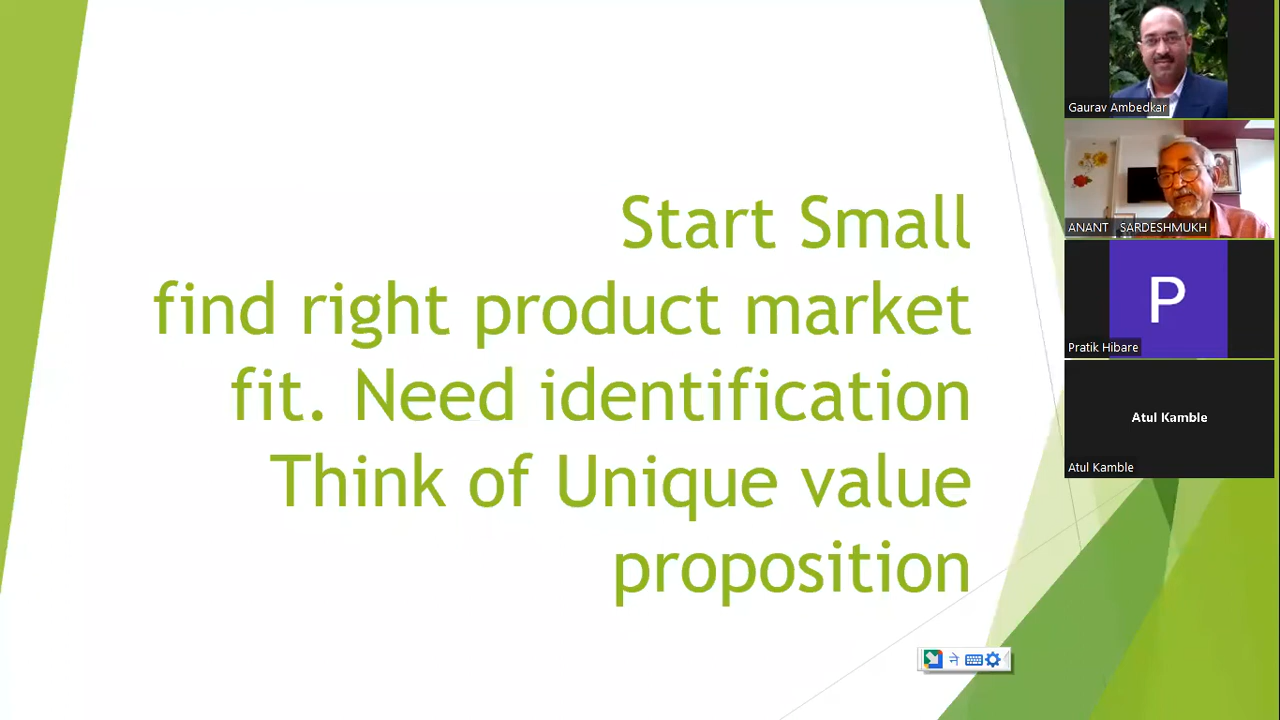 Start Small
find right product market
fit. Need identification
Think of Unique value
proposition
Gaurav Ambedkar
ANANT SARDESHMUKH
P
Pratik Hibare
Atul Kamble
Atul Kamble
ने